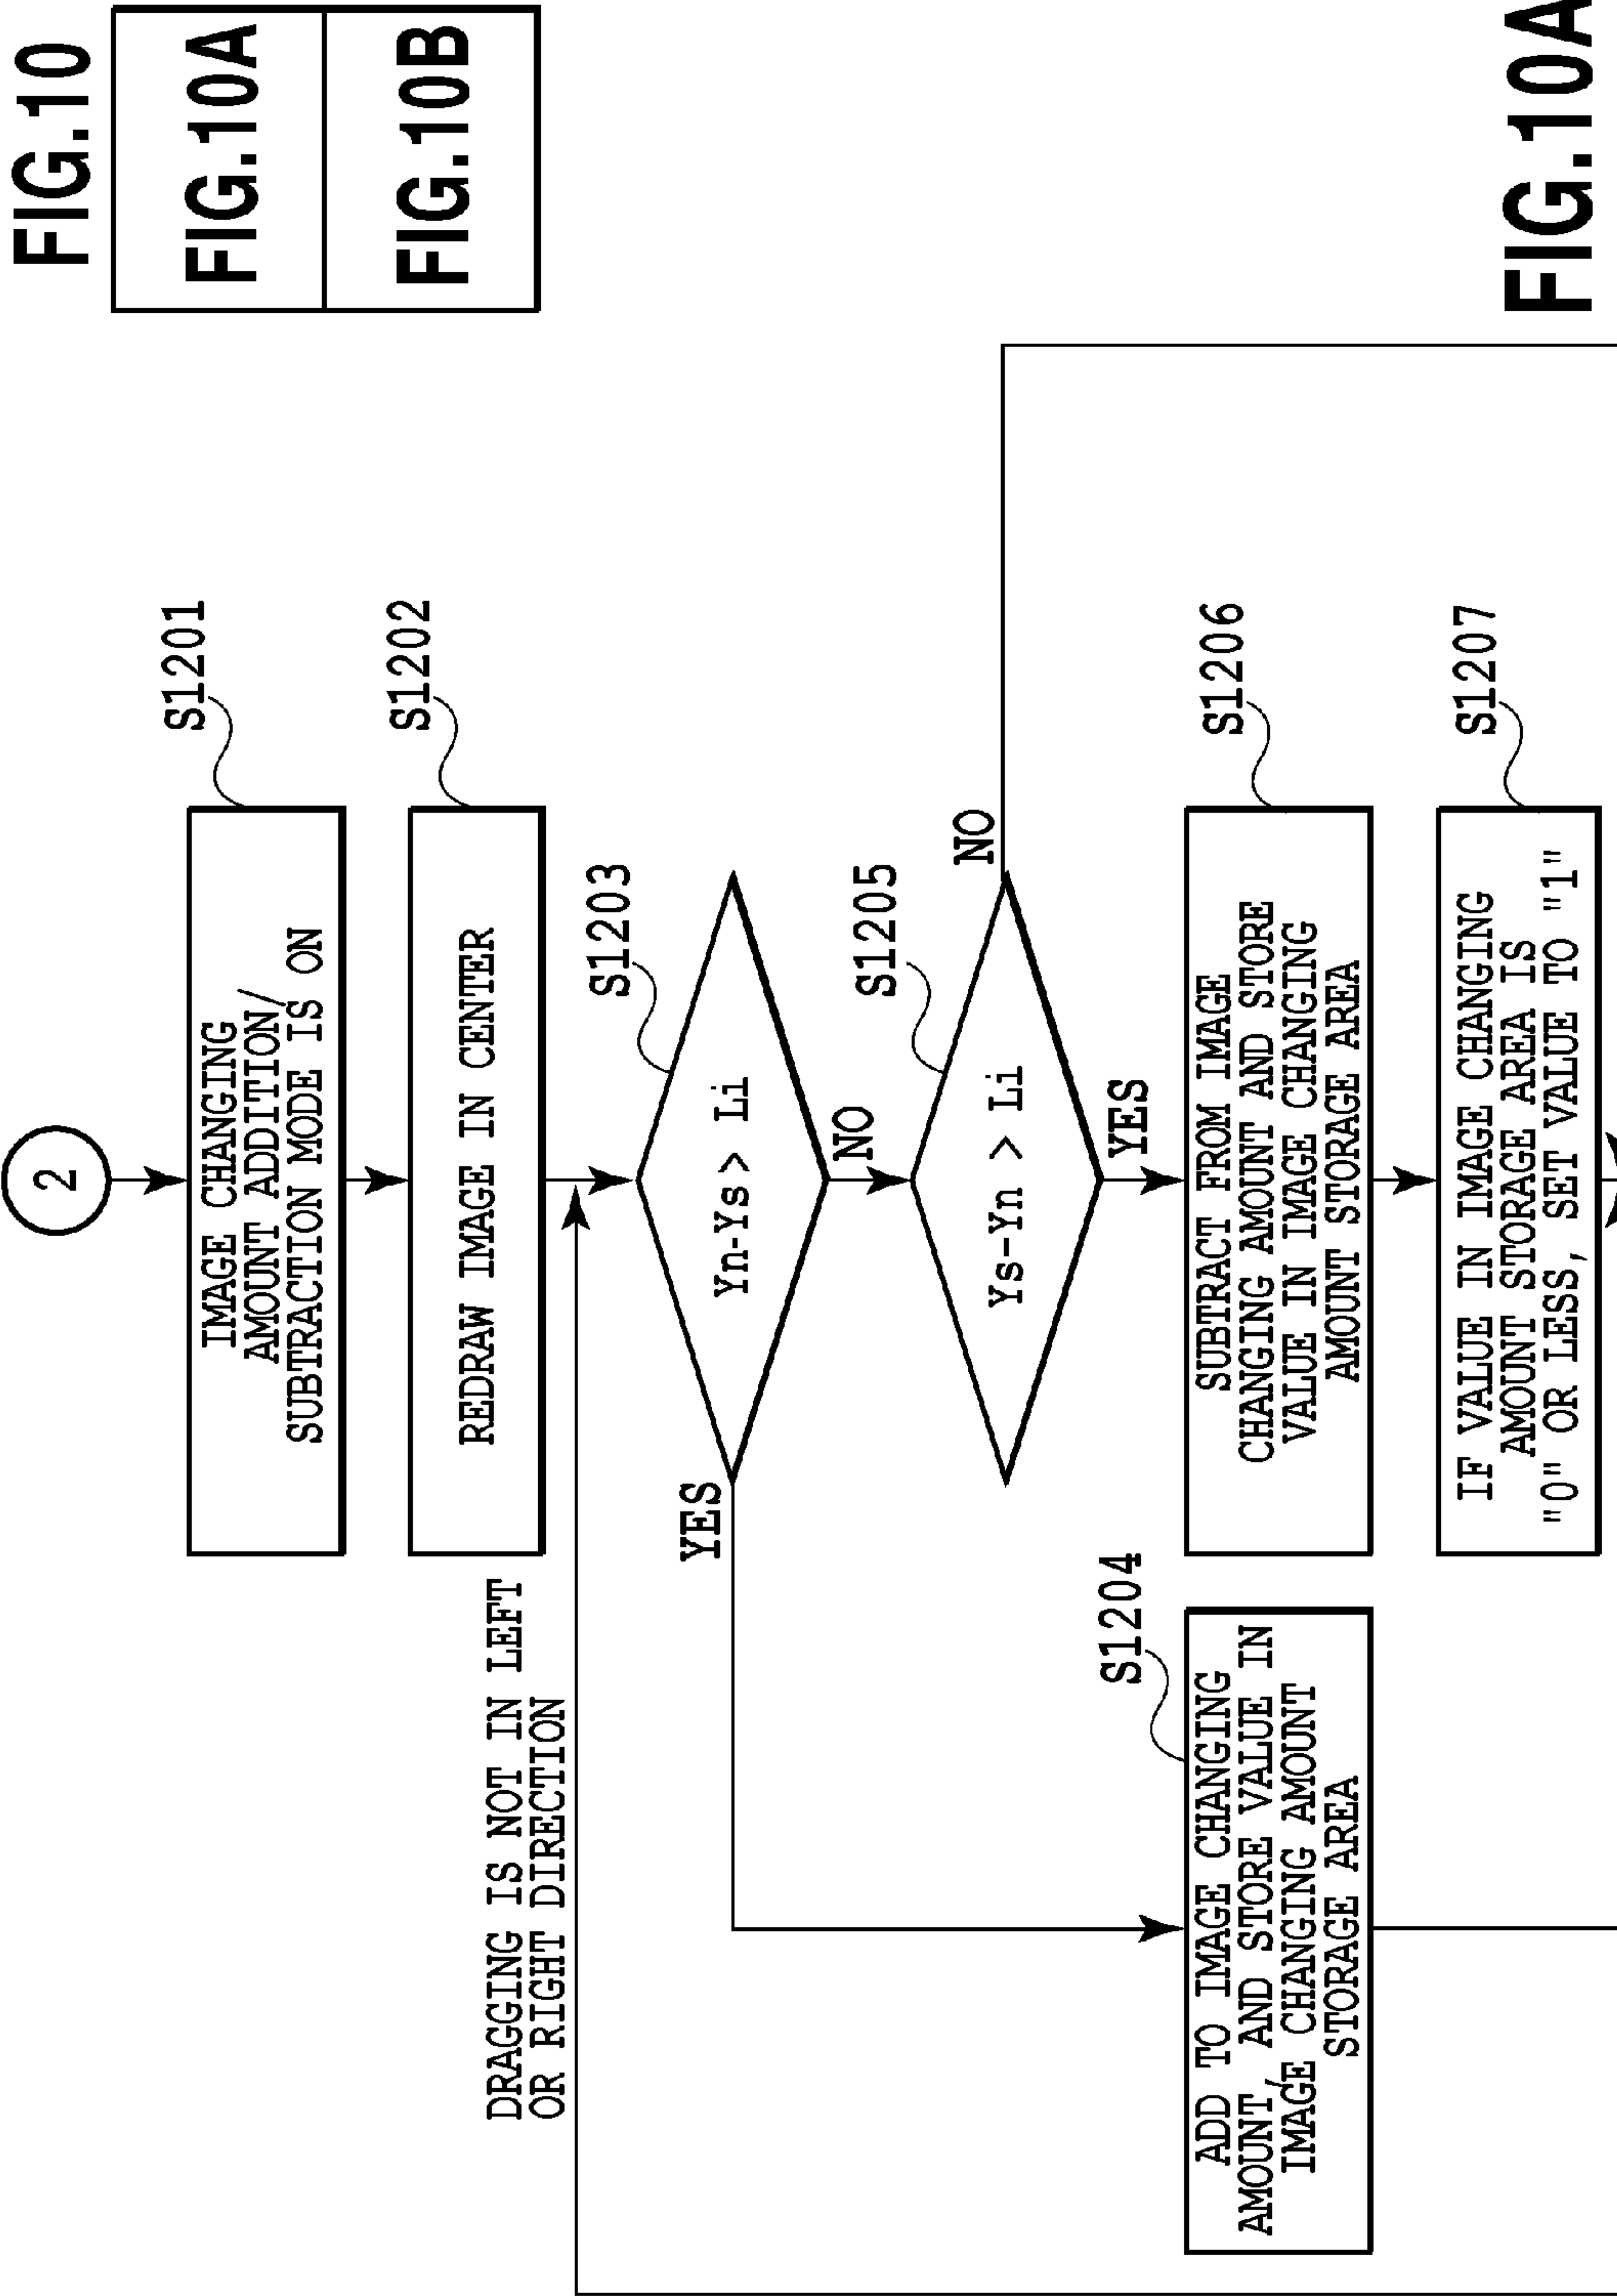 FIG.10
FIG.10A
FIG.10B
2
IMAGE CHANGING
AMOUNT ADDITION/
SUBTRACTION MODE IS ON
S1201
REDRAW IMAGE IN CENTER
S1202
DRAGGING IS NOT IN LEFT
OR RIGHT DIRECTION
Yn-Ys> Li
S1203
YES
NO
Ys-Yn > Li
S1205
NO
YES
ADD TO IMAGE CHANGING
AMOUNT, AND STORE VALUE IN
IMAGE CHANGING AMOUNT
STORAGE AREA
S1204
SUBTRACT FROM IMAGE
CHANGING AMOUNT AND STORE
VALUE IN IMAGE CHANGING
AMOUNT STORAGE AREA
S1206
IF VALUE IN IMAGE CHANGING
AMOUNT STORAGE AREA IS
"0" OR LESS, SET VALUE TO "1"
S1207
FIG.10A